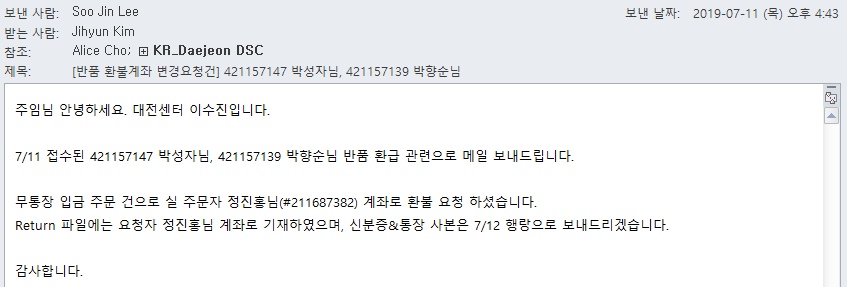 보낸 사람: Soo Jin Lee 보낸 날짜: 2019-07-11 (목) 오후 4:43
받는 사람: Jihyun Kim
참조: Alice Cho; KR_Daejeon DSC
제목: [반품 환불계좌 변경요청건] 421157147 박성자님, 421157139 박향순님
주임님 안녕하세요. 대전센터 이수진입니다.
7/11 접수된 421157147 박성자님, 421157139 박향순님 반품 환급 관련으로 메일 보내드립니다.
무통장 입금 주문 건으로 실 주문자 정진홍님(#211687382) 계좌로 환불 요청 하셨습니다.
Return 파일에는 요청자 정진홍님 계좌로 기재하였으며, 신분증&통장 사본은 7/12 행랑으로 보내드리겠습니다.
감사합니다.